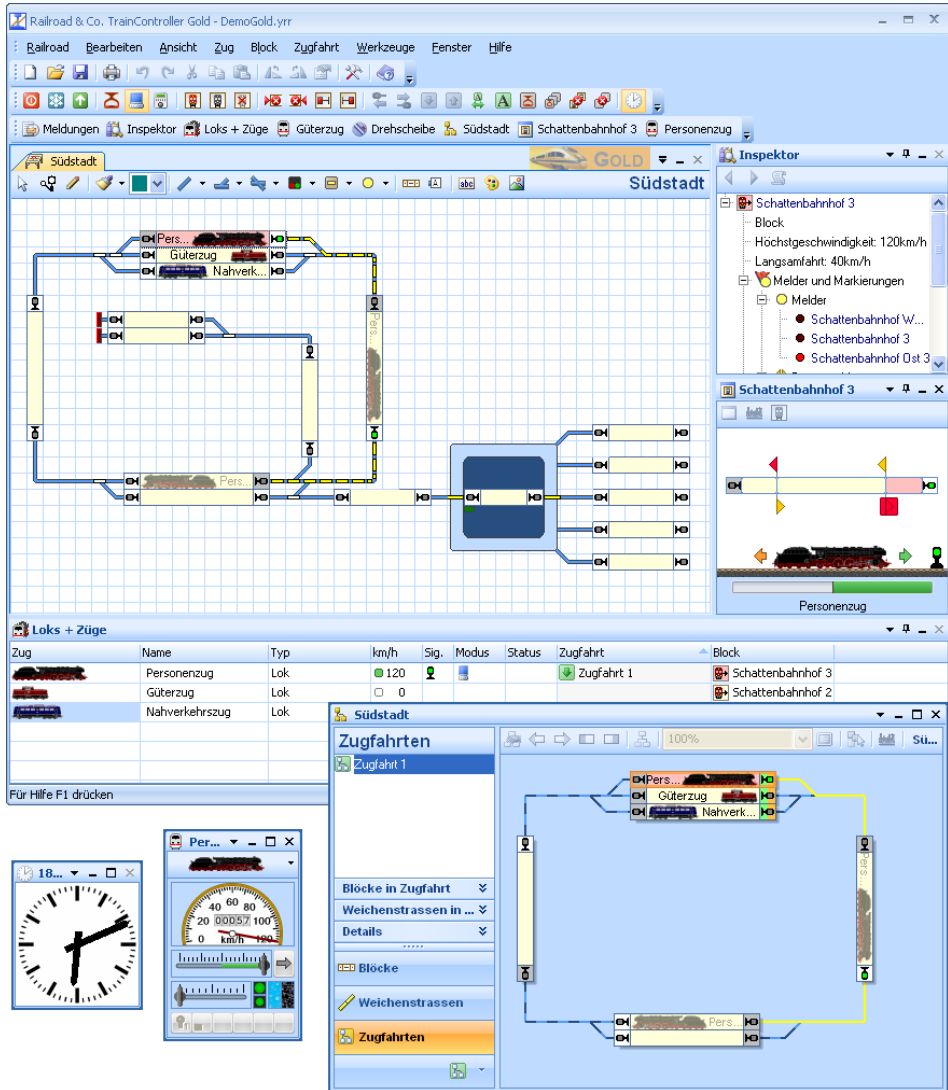 Railroad & Co. TrainController Gold - DemoGold.yrr
Railroad Bearbeiten Ansicht Zug Block Zugfahrt Werkzeuge Fenster Hilfe
Meldungen Inspektor Loks + Züge Güterzug Drehscheibe Südstadt Schattenbahnhof 3 Personenzug
Südstadt
GOLD
abc
Südstadt
Pers...
Güterzug
Nahverk...
Pers...
Pers...
Inspektor
Schattenbahnhof 3
Block
Höchstgeschwindigkeit: 120km/h
Langsamfahrt: 40km/h
Melder und Markierungen
Melder
Schattenbahnhof W...
Schattenbahnhof 3
Schattenbahnhof Ost 3
Schattenbahnhof 3
Personenzug
Loks + Züge
Zug Name Typ km/h Sig. Modus Status Zugfahrt Block
Personenzug Lok 120 Zugfahrt 1 Schattenbahnhof 3
Güterzug Lok 0 Schattenbahnhof 2
Nahverkehrszug Lok
Für Hilfe F1 drücken
Südstadt
Zugfahrten
100%
Sü...
Zugfahrt 1
Pers...
Güterzug
Nahverk...
Pers...
Pers...
Blöcke in Zugfahrt
Weichenstrassen in ...
Details
Blöcke
Weichenstrassen
Zugfahrten
18...
Per...
0 20 40 60 80 100 120
00057
km/h